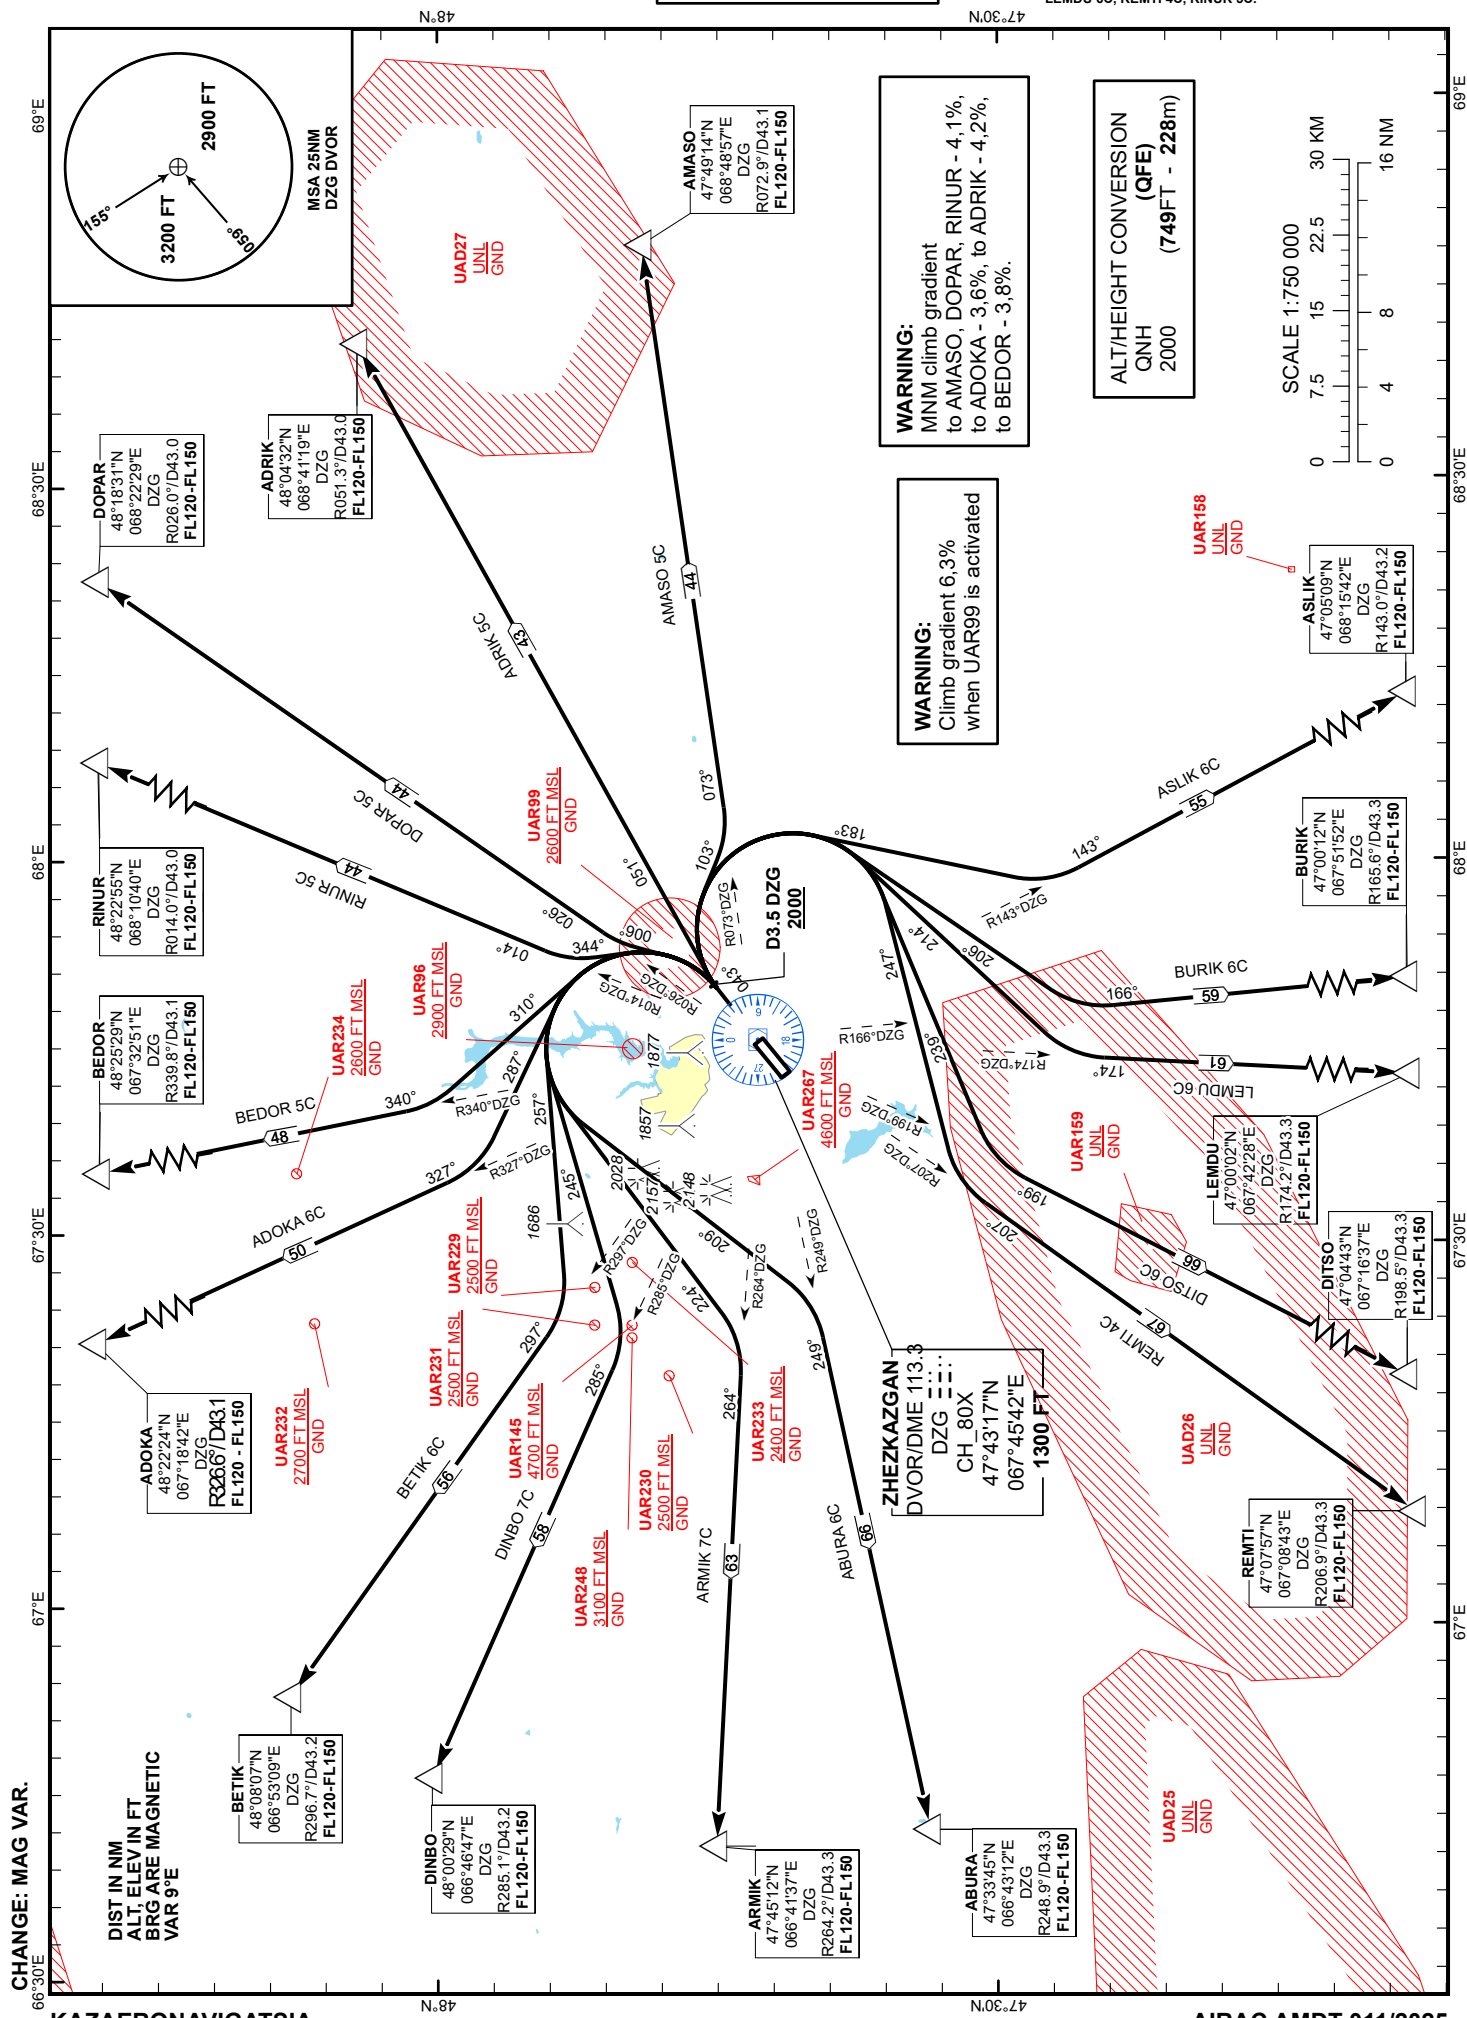 CHANGE: MAG VAR.
DIST IN NM
ALT, ELEV IN FT
BRG ARE MAGNETIC
VAR 9°E
66°30'E
67°E
67°30'E
68°E
68°30'E
69°E
48°N
47°30'N
48°N
47°30'N
67°E
67°30'E
68°E
68°30'E
69°E
155°
059°
3200 FT
2900 FT
MSA 25NM
DZG DVOR
BETIK
48°08'07"N
066°53'09"E
DZG
R296.7°/D43.2
FL120-FL150
DINBO
48°00'29"N
066°46'47"E
DZG
R285.1°/D43.2
FL120-FL150
ARMIK
47°45'12"N
066°41'37"E
DZG
R264.2°/D43.3
FL120-FL150
ABURA
47°33'45"N
066°43'12"E
DZG
R248.9°/D43.3
FL120-FL150
ADOKA
48°22'24"N
067°18'42"E
DZG
R326.6°/D43.1
FL120 - FL150
BEDOR
48°25'29"N
067°32'51"E
DZG
R339.8°/D43.1
FL120-FL150
RINUR
48°22'55"N
068°10'40"E
DZG
R014.0°/D43.0
FL120-FL150
DOPAR
48°18'31"N
068°22'29"E
DZG
R026.0°/D43.0
FL120-FL150
ADRIK
48°04'32"N
068°41'19"E
DZG
R051.3°/D43.0
FL120-FL150
AMASO
47°49'14"N
068°48'57"E
DZG
R072.9°/D43.1
FL120-FL150
ASLIK
47°05'09"N
068°15'42"E
DZG
R143.0°/D43.2
FL120-FL150
BURIK
47°00'12"N
067°51'52"E
DZG
R165.6°/D43.3
FL120-FL150
LEMDU
47°00'02"N
067°42'28"E
DZG
R174.2°/D43.3
FL120-FL150
DITSO
47°04'43"N
067°16'37"E
DZG
R198.5°/D43.3
FL120-FL150
REMTI
47°07'57"N
067°08'43"E
DZG
R206.9°/D43.3
FL120-FL150
ZHEZKAZGAN
DVOR/DME 113.3
DZG
CH_80X
47°43'17"N
067°45'42"E
1300 FT
D3.5 DZG
2000
WARNING:
MNM climb gradient
to AMASO, DOPAR, RINUR - 4,1%,
to ADOKA - 3,6%, to ADRIK - 4,2%,
to BEDOR - 3,8%.
WARNING:
Climb gradient 6,3%
when UAR99 is activated
ALT/HEIGHT CONVERSION
QNH (QFE)
2000 (749FT - 228m)
SCALE 1:750 000
0 7.5 15 22.5 30 KM
0 4 8 16 NM
UAR232
2700 FT MSL
GND
UAR234
2600 FT MSL
GND
UAR96
2900 FT MSL
GND
UAR99
2600 FT MSL
GND
UAR229
2500 FT MSL
GND
UAR231
2500 FT MSL
GND
UAR145
4700 FT MSL
GND
UAR248
3100 FT MSL
GND
UAR230
2500 FT MSL
GND
UAR233
2400 FT MSL
GND
UAR267
4600 FT MSL
GND
UAR159
UNL
GND
UAR158
UNL
GND
UAD27
UNL
GND
UAD26
UNL
GND
UAD25
UNL
GND
BEDOR 5C
48
340°
310°
R340°DZG
ADOKA 6C
50
327°
287°
R327°DZG
BETIK 6C
56
297°
257°
R297°DZG
DINBO 7C
58
285°
245°
R285°DZG
ARMIK 7C
63
264°
224°
R264°DZG
ABURA 6C
66
249°
209°
R249°DZG
RINUR 5C
44
014°
344°
R014°DZG
DOPAR 5C
44
026°
006°
R026°DZG
ADRIK 5C
43
051°
043°
AMASO 5C
44
073°
103°
R073°DZG
ASLIK 6C
55
143°
183°
R143°DZG
BURIK 6C
59
166°
206°
R166°DZG
LEMDU 6C
61
174°
214°
R174°DZG
DITSO 6C
66
199°
239°
R199°DZG
REMTI 4C
67
207°
247°
R207°DZG
1686
1857
1877
2028
2157
2148
0
9
18
27